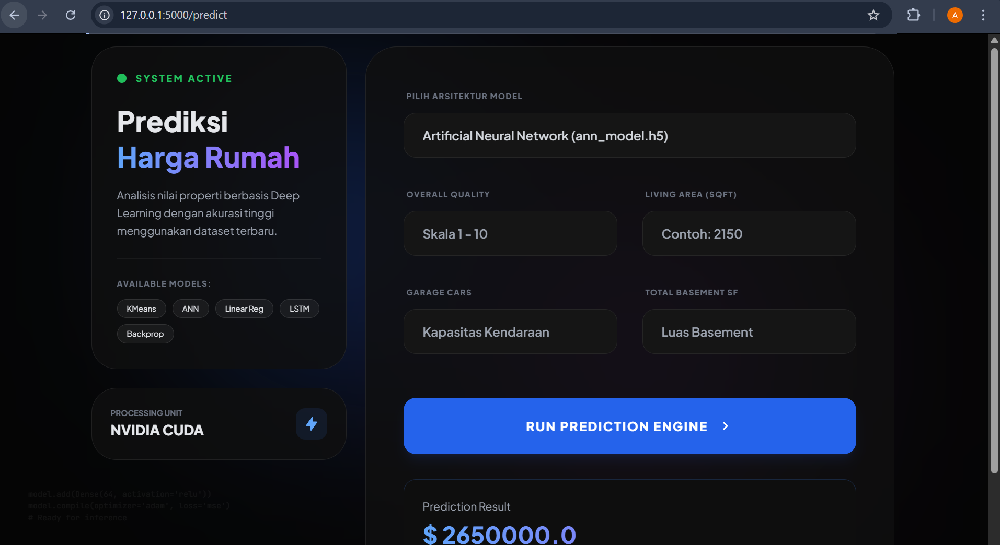 127.0.0.1:5000/predict
A
SYSTEM ACTIVE
Prediksi
Harga Rumah
Analisis nilai properti berbasis Deep
Learning dengan akurasi tinggi
menggunakan dataset terbaru.
AVAILABLE MODELS:
KMeans
ANN
Linear Reg
LSTM
Backprop
PROCESSING UNIT
NVIDIA CUDA
model.add(Dense(64, activation='relu'))
model.compile(optimizer='adam', loss='mse')
# Ready for inference
PILIH ARSITEKTUR MODEL
Artificial Neural Network (ann_model.h5)
OVERALL QUALITY
Skala 1 - 10
LIVING AREA (SQFT)
Contoh: 2150
GARAGE CARS
Kapasitas Kendaraan
TOTAL BASEMENT SF
Luas Basement
RUN PREDICTION ENGINE
Prediction Result
$ 2650000.0